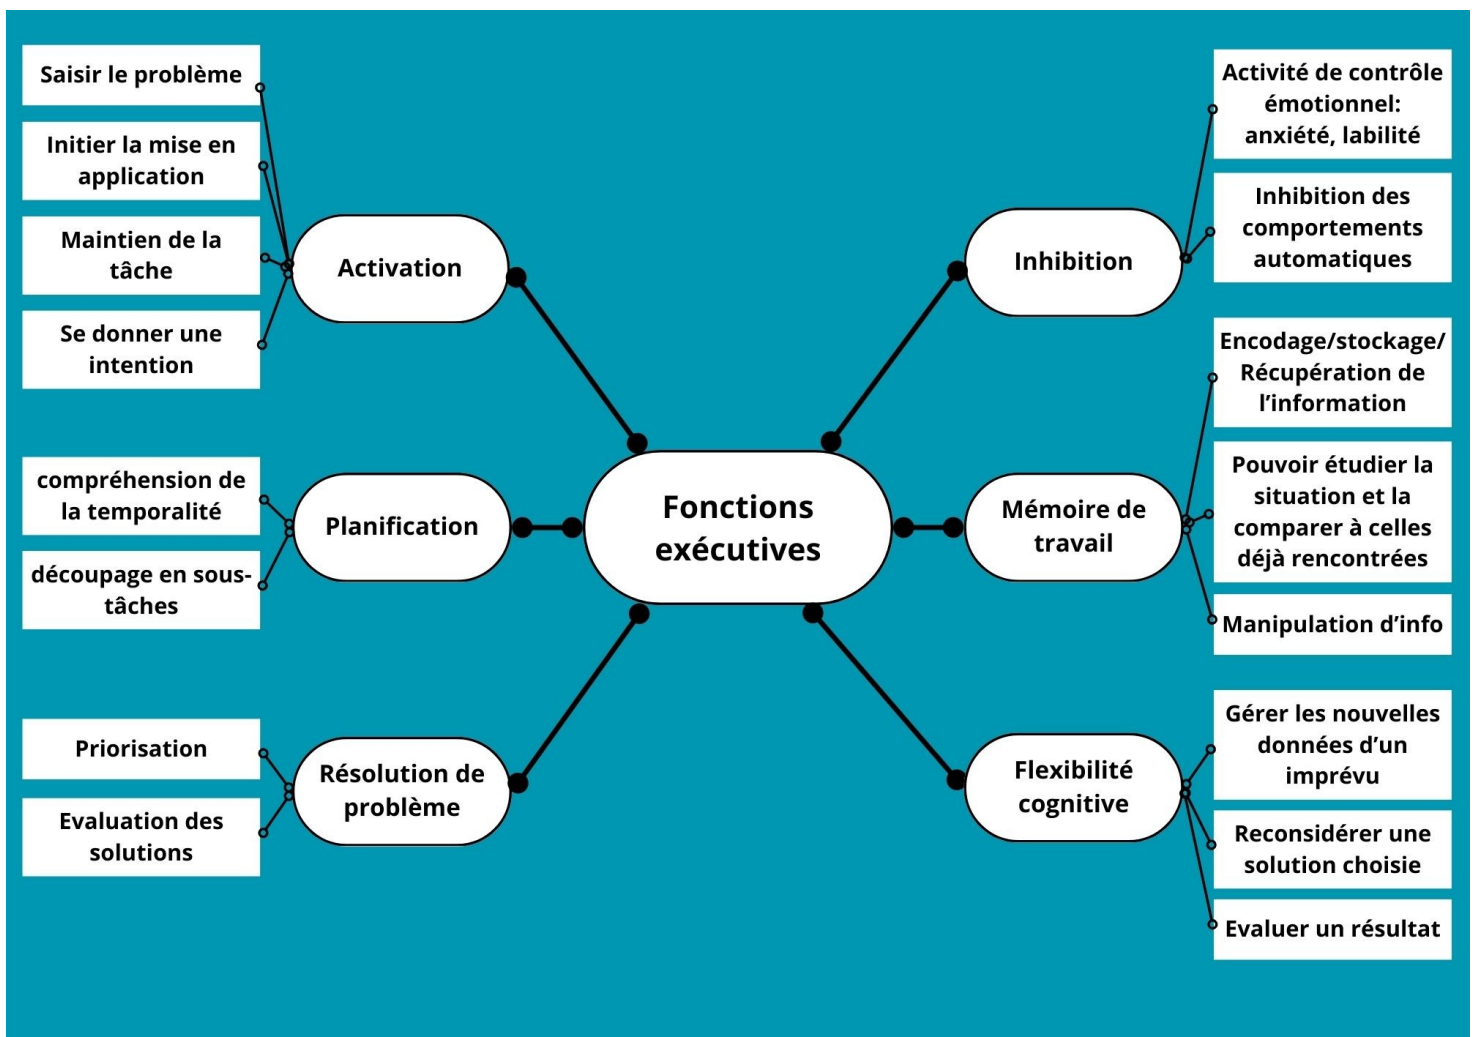 Saisir le problème
Initier la mise en
application
Maintien de la
tâche
Se donner une
intention
Activation
compréhension de
la temporalité
découpage en sous-
tâches
Planification
Priorisation
Evaluation des
solutions
Résolution de
problème
Fonctions
exécutives
Inhibition
Activité de contrôle
émotionnel:
anxiété, labilité
Inhibition des
comportements
automatiques
Mémoire de
travail
Encodage/stockage/
Récupération de
l’information
Pouvoir étudier la
situation et la
comparer à celles
déjà rencontrées
Manipulation d’info
Flexibilité
cognitive
Gérer les nouvelles
données d’un
imprévu
Reconsidérer une
solution choisie
Evaluer un résultat